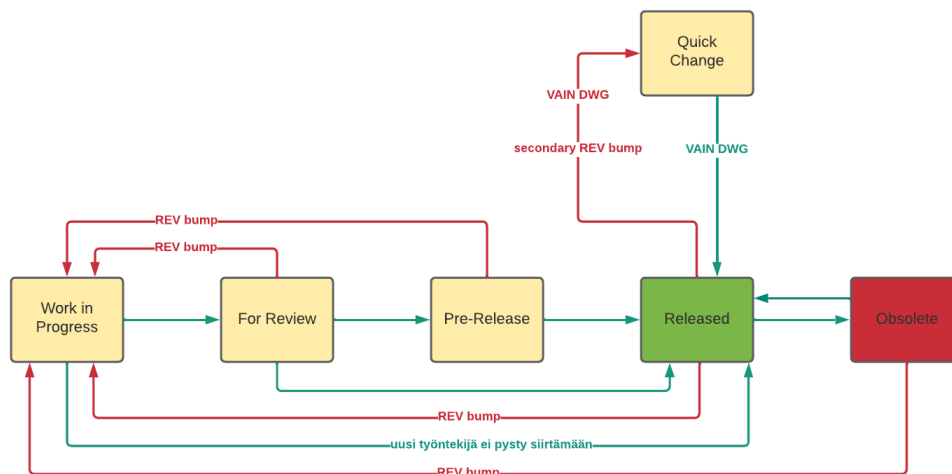 Quick
Change
VAIN DWG
secondary REV bump
VAIN DWG
REV bump
REV bump
Work in
Progress
For Review
Pre-Release
Released
Obsolete
REV bump
uusi työntekijä ei pysty siirtämään
REV bump